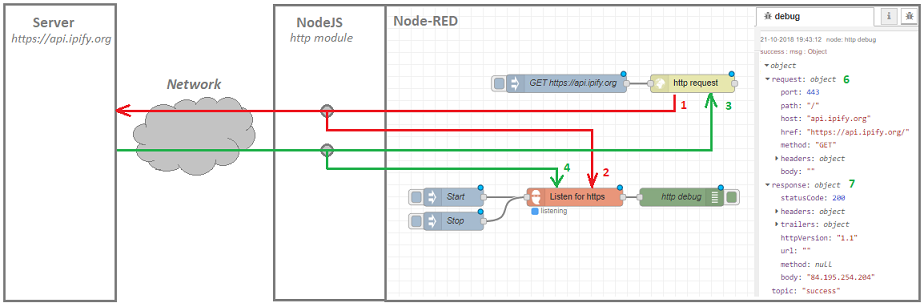 Server
https://api.ipify.org
Network
NodeJS
http module
Node-RED
GET https://api.ipify.org
http request
1
3
4
2
Start
Stop
Listen for https
listening
http debug
debug
i
21-10-2018 19:43:12 node: http debug
success : msg : Object
object
request: object 6
port: 443
path: "/"
host: "api.ipify.org"
href: "https://api.ipify.org/"
method: "GET"
headers: object
body: ""
response: object 7
statusCode: 200
headers: object
trailers: object
httpVersion: "1.1"
url: ""
method: null
body: "84.195.254.204"
topic: "success"